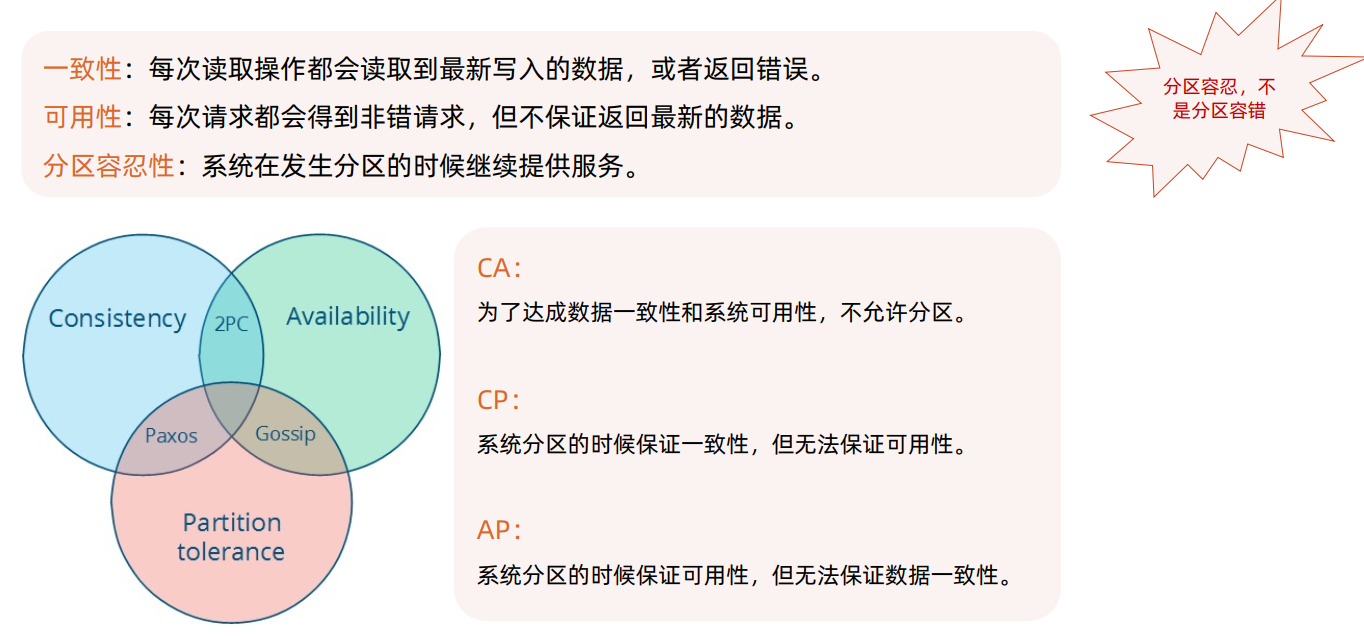 一致性：每次读取操作都会读取到最新写入的数据，或者返回错误。
可用性：每次请求都会得到非错请求，但不保证返回最新的数据。
分区容忍性：系统在发生分区的时候继续提供服务。
分区容忍，不
是分区容错
Consistency
2PC
Availability
Paxos
Gossip
Partition
tolerance
CA：
为了达成数据一致性和系统可用性，不允许分区。
CP：
系统分区的时候保证一致性，但无法保证可用性。
AP：
系统分区的时候保证可用性，但无法保证数据一致性。